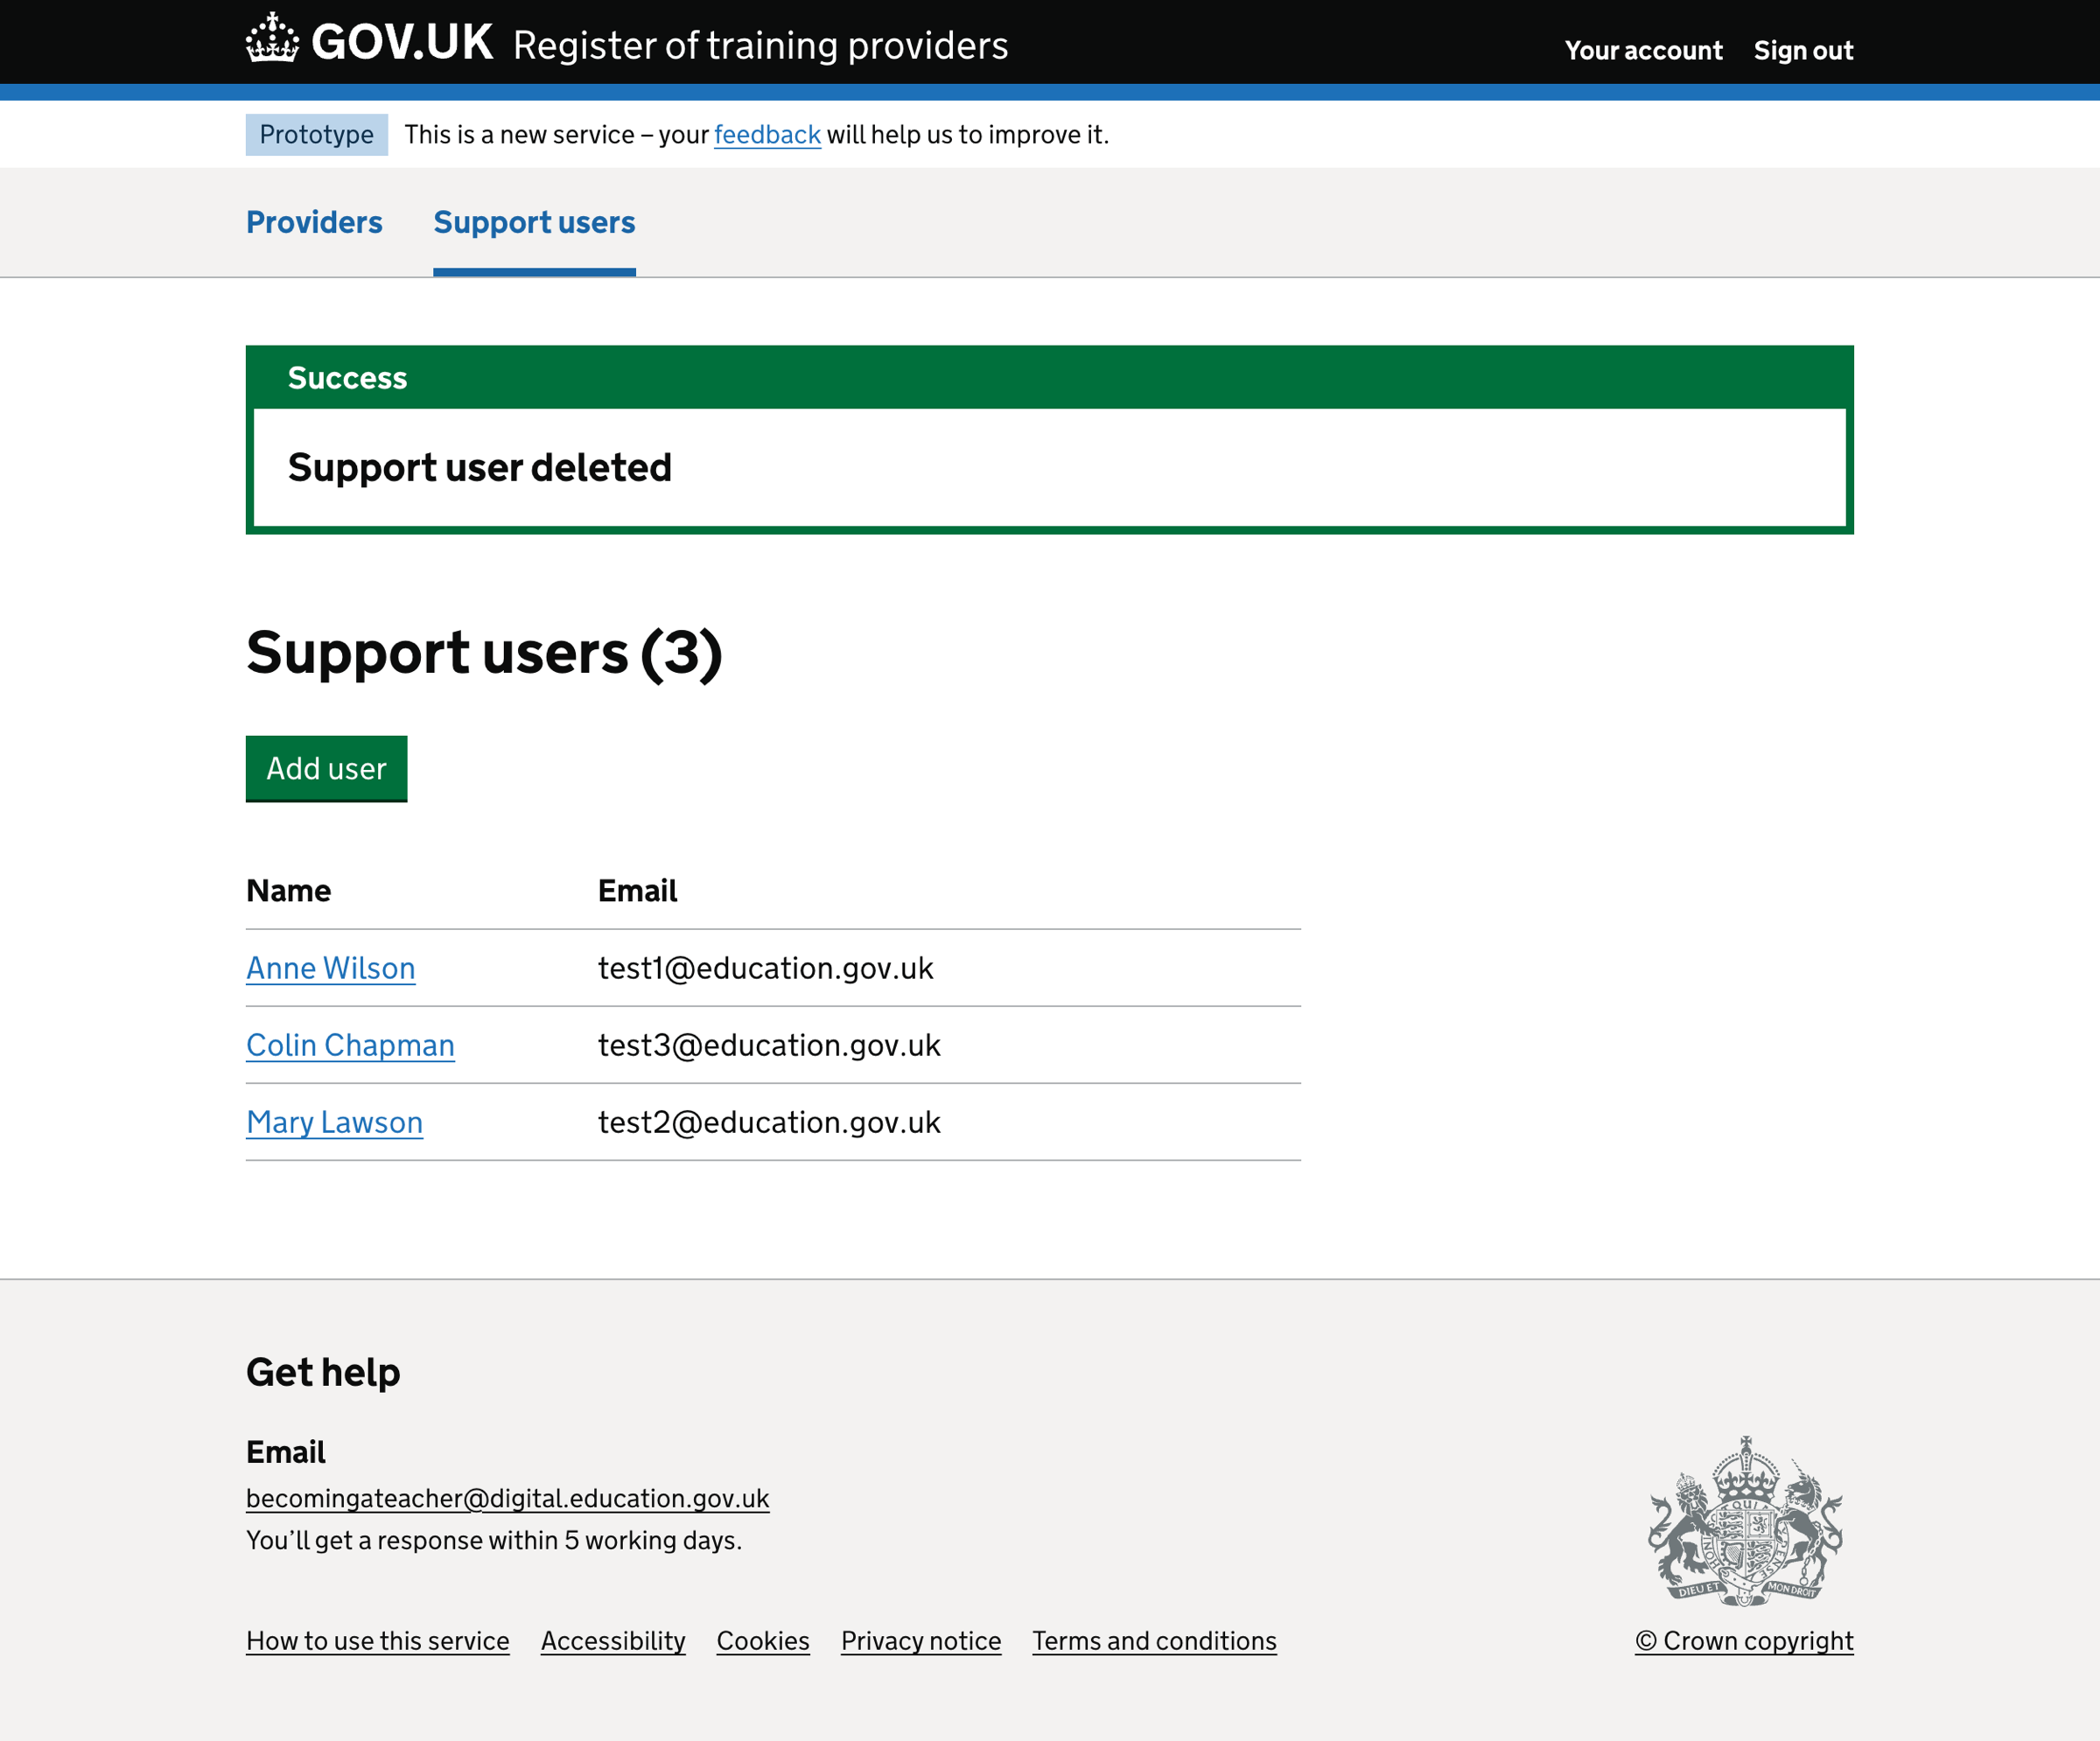 GOV.UK Register of training providers
Your account Sign out
Prototype This is a new service – your feedback will help us to improve it.
Providers Support users
Success
Support user deleted
Support users (3)
Add user
Name Email
Anne Wilson test1@education.gov.uk
Colin Chapman test3@education.gov.uk
Mary Lawson test2@education.gov.uk
Get help
Email
becomingateacher@digital.education.gov.uk
You’ll get a response within 5 working days.
DIEU ET MON DROIT
How to use this service Accessibility Cookies Privacy notice Terms and conditions
© Crown copyright